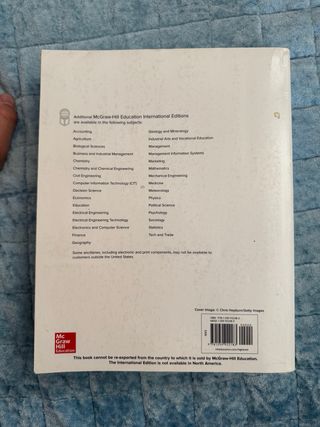 Additional McGraw-Hill Education International Editions
are available in the following subjects:
Accounting
Agriculture
Biological Sciences
Business and Industrial Management
Chemistry
Chemistry and Chemical Engineering
Civil Engineering
Computer Information Technology (CIT)
Decision Science
Economics
Education
Electrical Engineering
Electrical Engineering Technology
Electronics and Computer Science
Finance
Geography
Geology and Mineralogy
Industrial Arts and Vocational Education
Management
Management Information Systems
Marketing
Mathematics
Mechanical Engineering
Medicine
Meteorology
Physics
Political Science
Psychology
Sociology
Statistics
Tech and Trade
Some ancillaries, including electronic and print components, may not be available to
customers outside the United States.
Cover Image: © Chris Hepburn/Getty Images
Mc
Graw
Hill
Education
This book cannot be re-exported from the country to which it is sold by McGraw-Hill Education.
The International Edition is not available in North America.